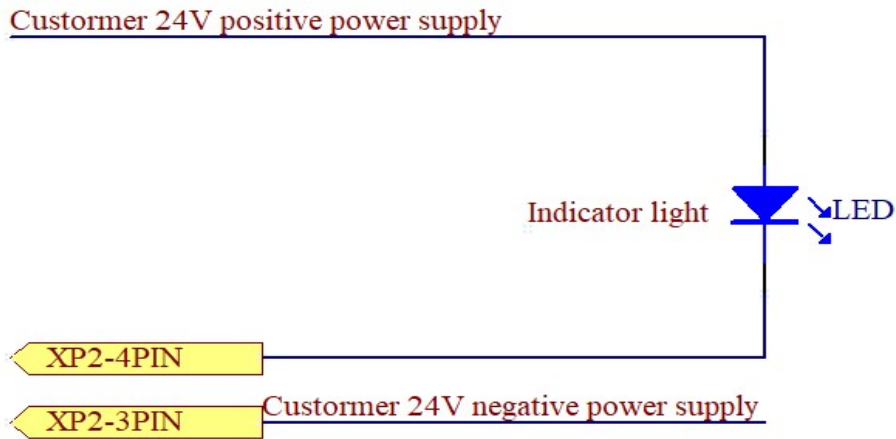 Custormer 24V positive power supply
Indicator light
LED
XP2-4PIN
Custormer 24V negative power supply
XP2-3PIN